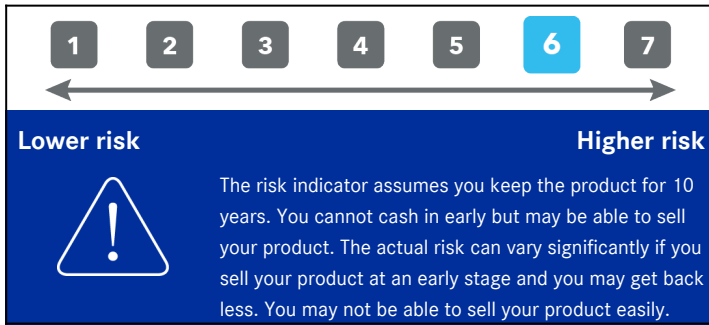 1 2 3 4 5 6 7
Lower risk Higher risk
!
The risk indicator assumes you keep the product for 10
years. You cannot cash in early but may be able to sell
your product. The actual risk can vary significantly if you
sell your product at an early stage and you may get back
less. You may not be able to sell your product easily.